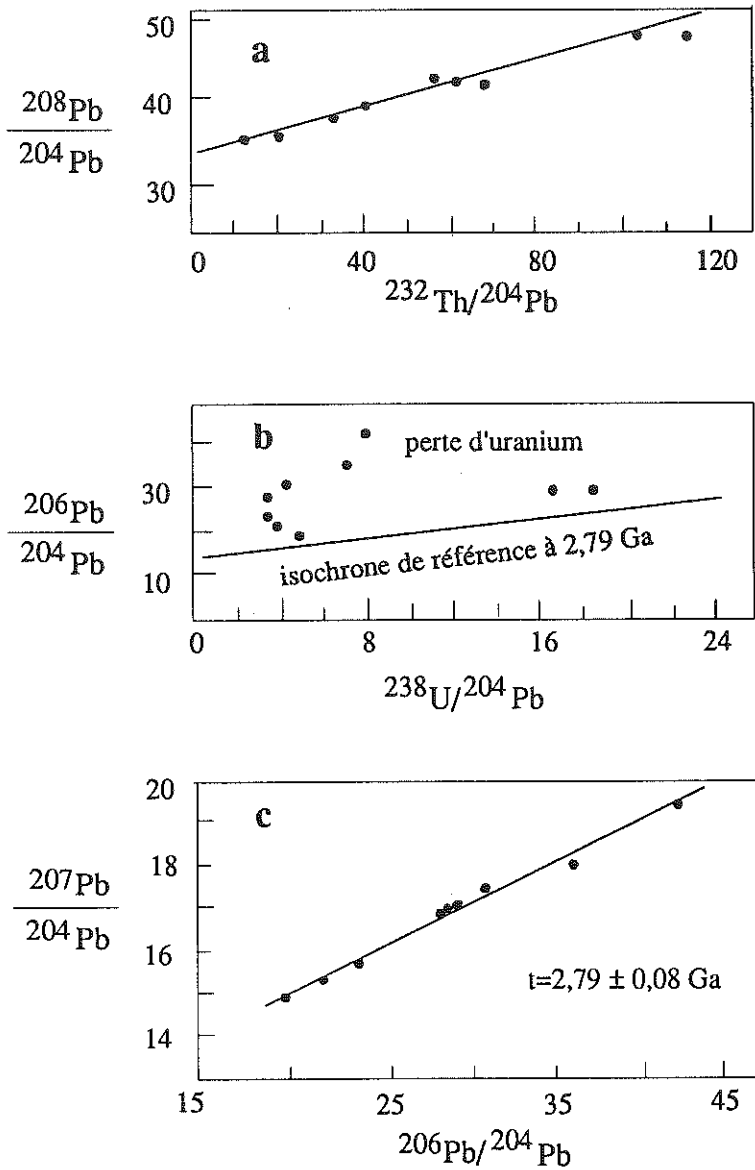 a
208Pb
204Pb
50
40
30
0 40 80 120
232Th/204Pb
b
perte d'uranium
206Pb
204Pb
30
10
isochrone de référence à 2,79 Ga
0 8 16 24
238U/204Pb
c
207Pb
204Pb
20
18
16
14
t=2,79 ± 0,08 Ga
15 25 35 45
206Pb/204Pb